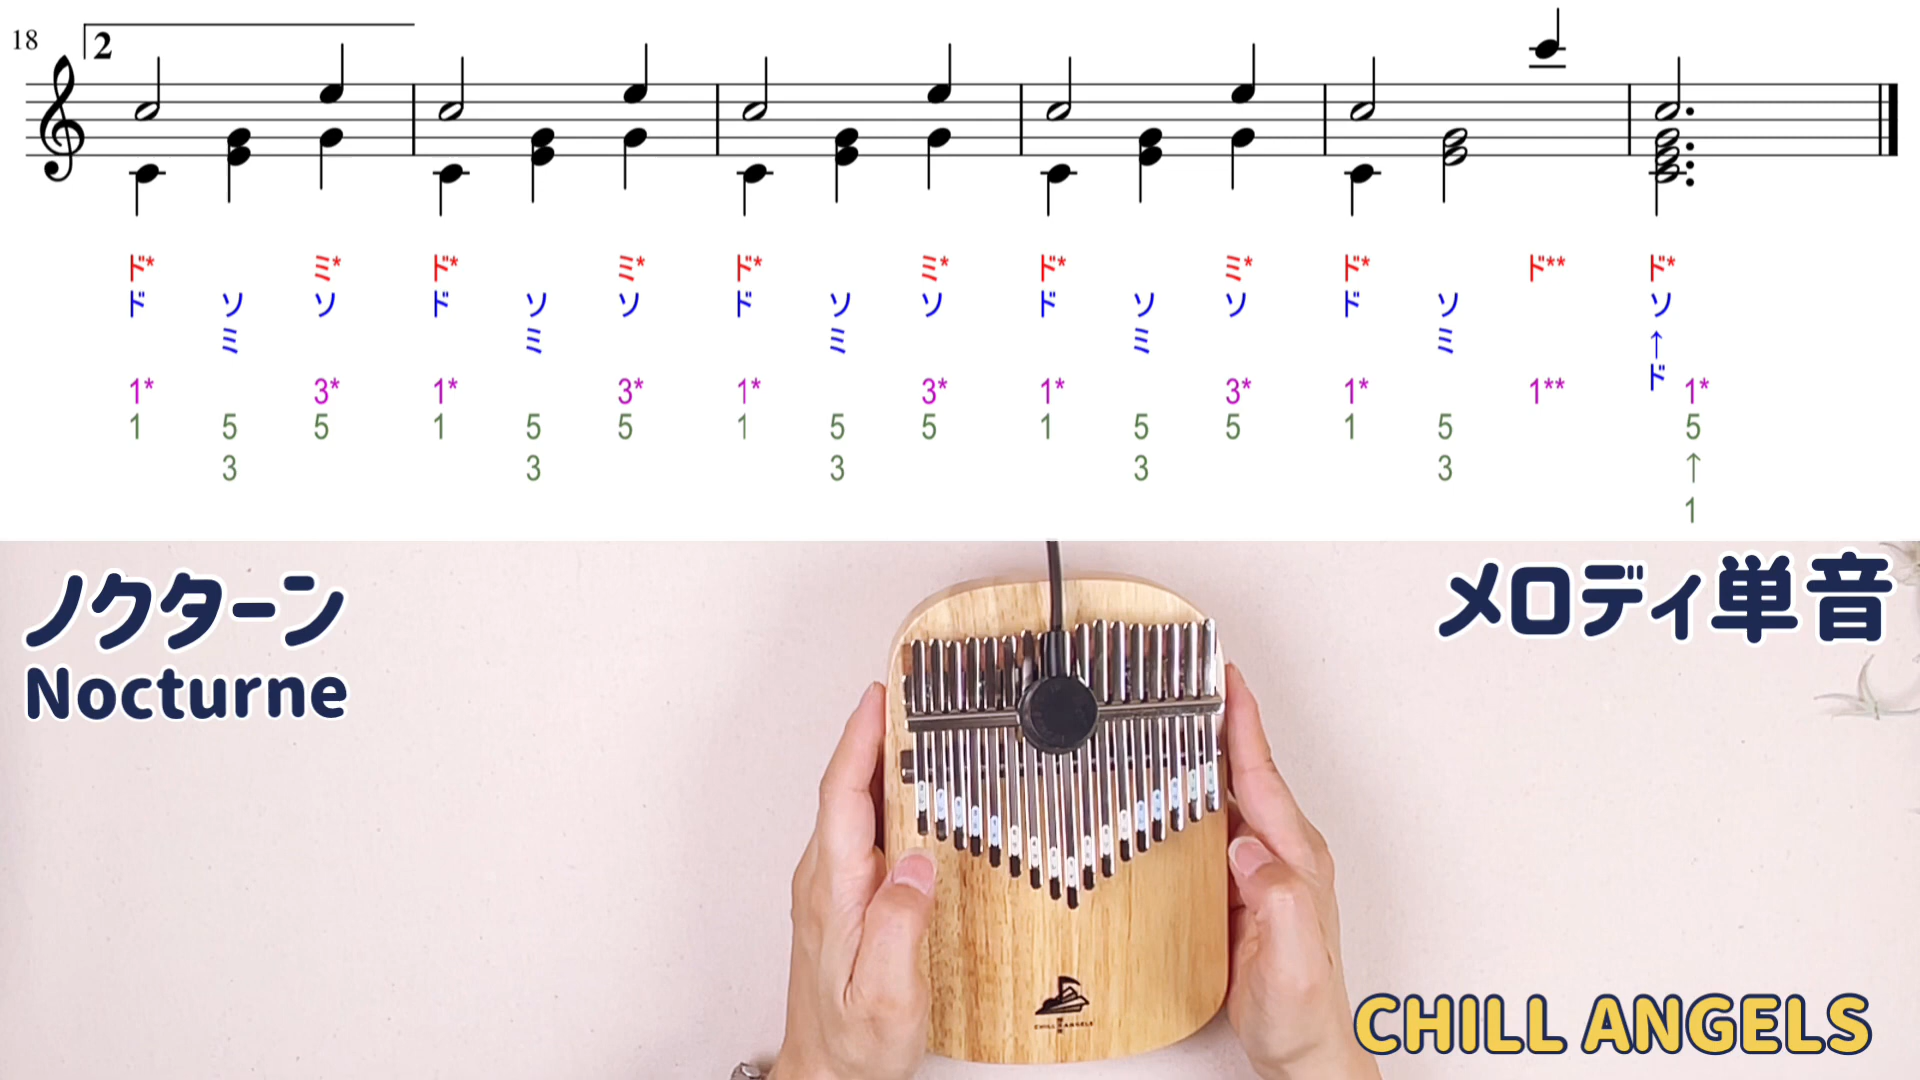 18 2
ド* ミ* ド* ミ* ド* ミ* ド* ミ* ド* ド** ド*
ド ソ ソ ド ソ ソ ド ソ ソ ド ソ ソ ド ソ ソ
ミ ミ ミ ミ ミ ↑
ド
1* 3* 1* 3* 1* 3* 1* 3* 1* 1** 1*
1 5 5 1 5 5 1 5 5 1 5 5 1 5 5
3 3 3 3 3 ↑
1
ノクターン
Nocturne
メロディ単音
CHILL ANGELS
CHILL ANGELS